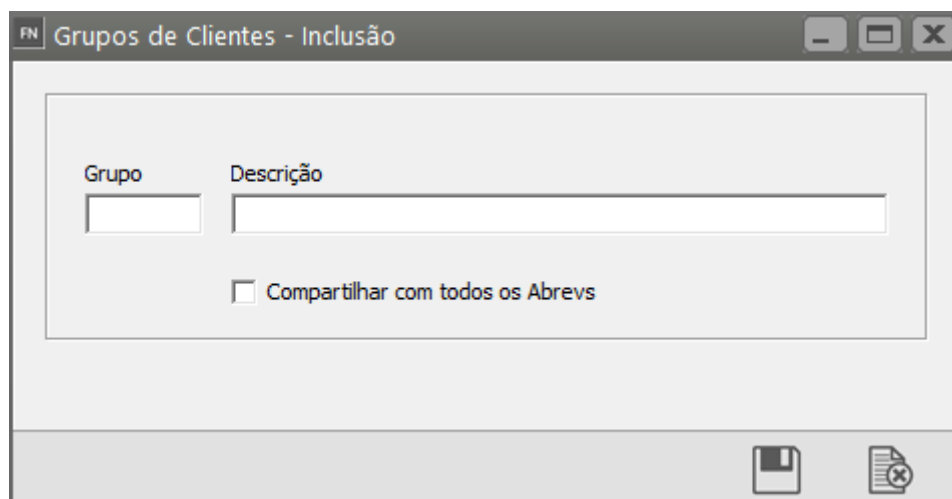 FN Grupos de Clientes - Inclusão
Grupo Descrição
Compartilhar com todos os Abrevs